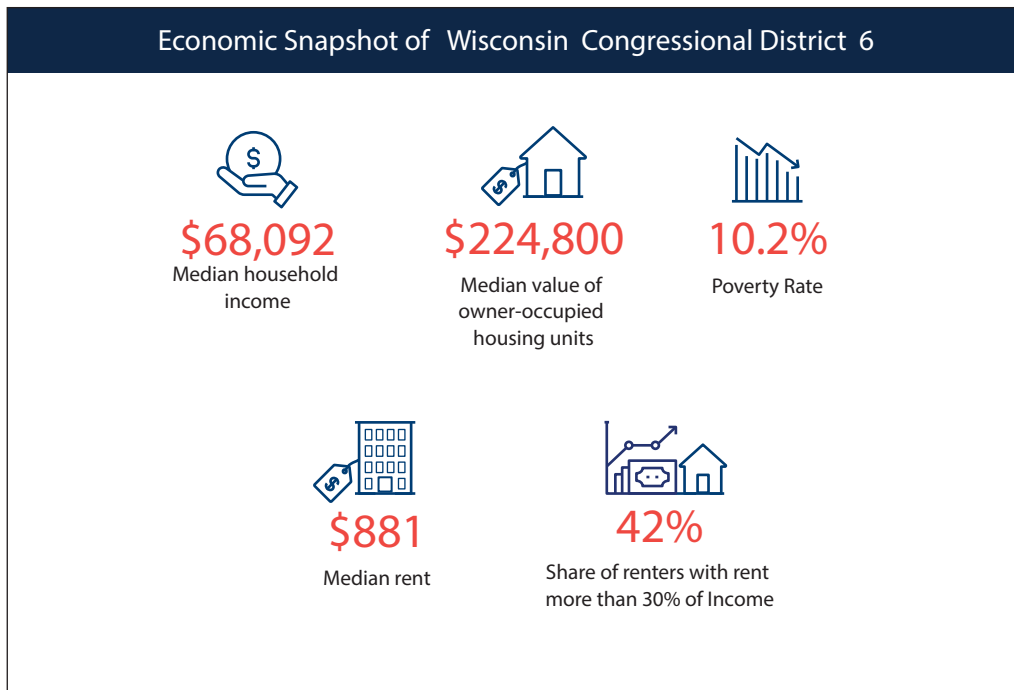 Economic Snapshot of Wisconsin Congressional District 6
$
$
$68,092
Median household
income
$224,800
Median value of
owner-occupied
housing units
10.2%
Poverty Rate
$
$881
Median rent
42%
Share of renters with rent
more than 30% of Income